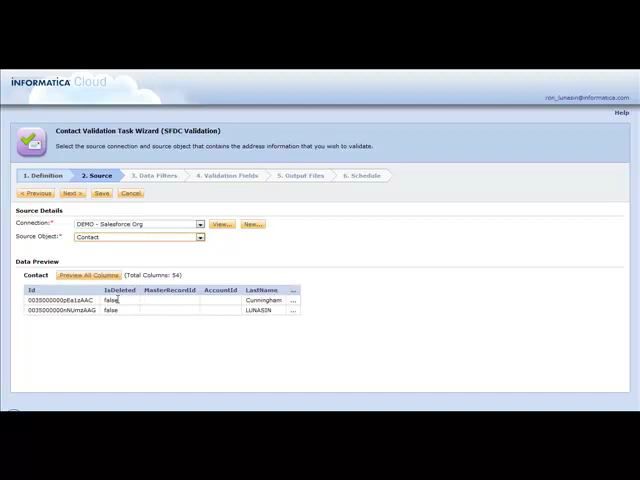 INFORMATICA Cloud
ron_lunasin@informatica.com
Help
Contact Validation Task Wizard (SFDC Validation)
Select the source connection and source object that contains the address information that you wish to validate.
1. Definition 2. Source 3. Data Filters 4. Validation Fields 5. Output Files 6. Schedule
< Previous Next > Save Cancel
Source Details
Connection:* DEMO - Salesforce Org View... New...
Source Object:* Contact
Data Preview
Contact Preview All Columns (Total Columns: 54)
Id IsDeleted MasterRecordId AccountId LastName ...
003S000000pEa1zAAC false Cunningham ...
003S000000nNUmzAAG false LUNASIN ...